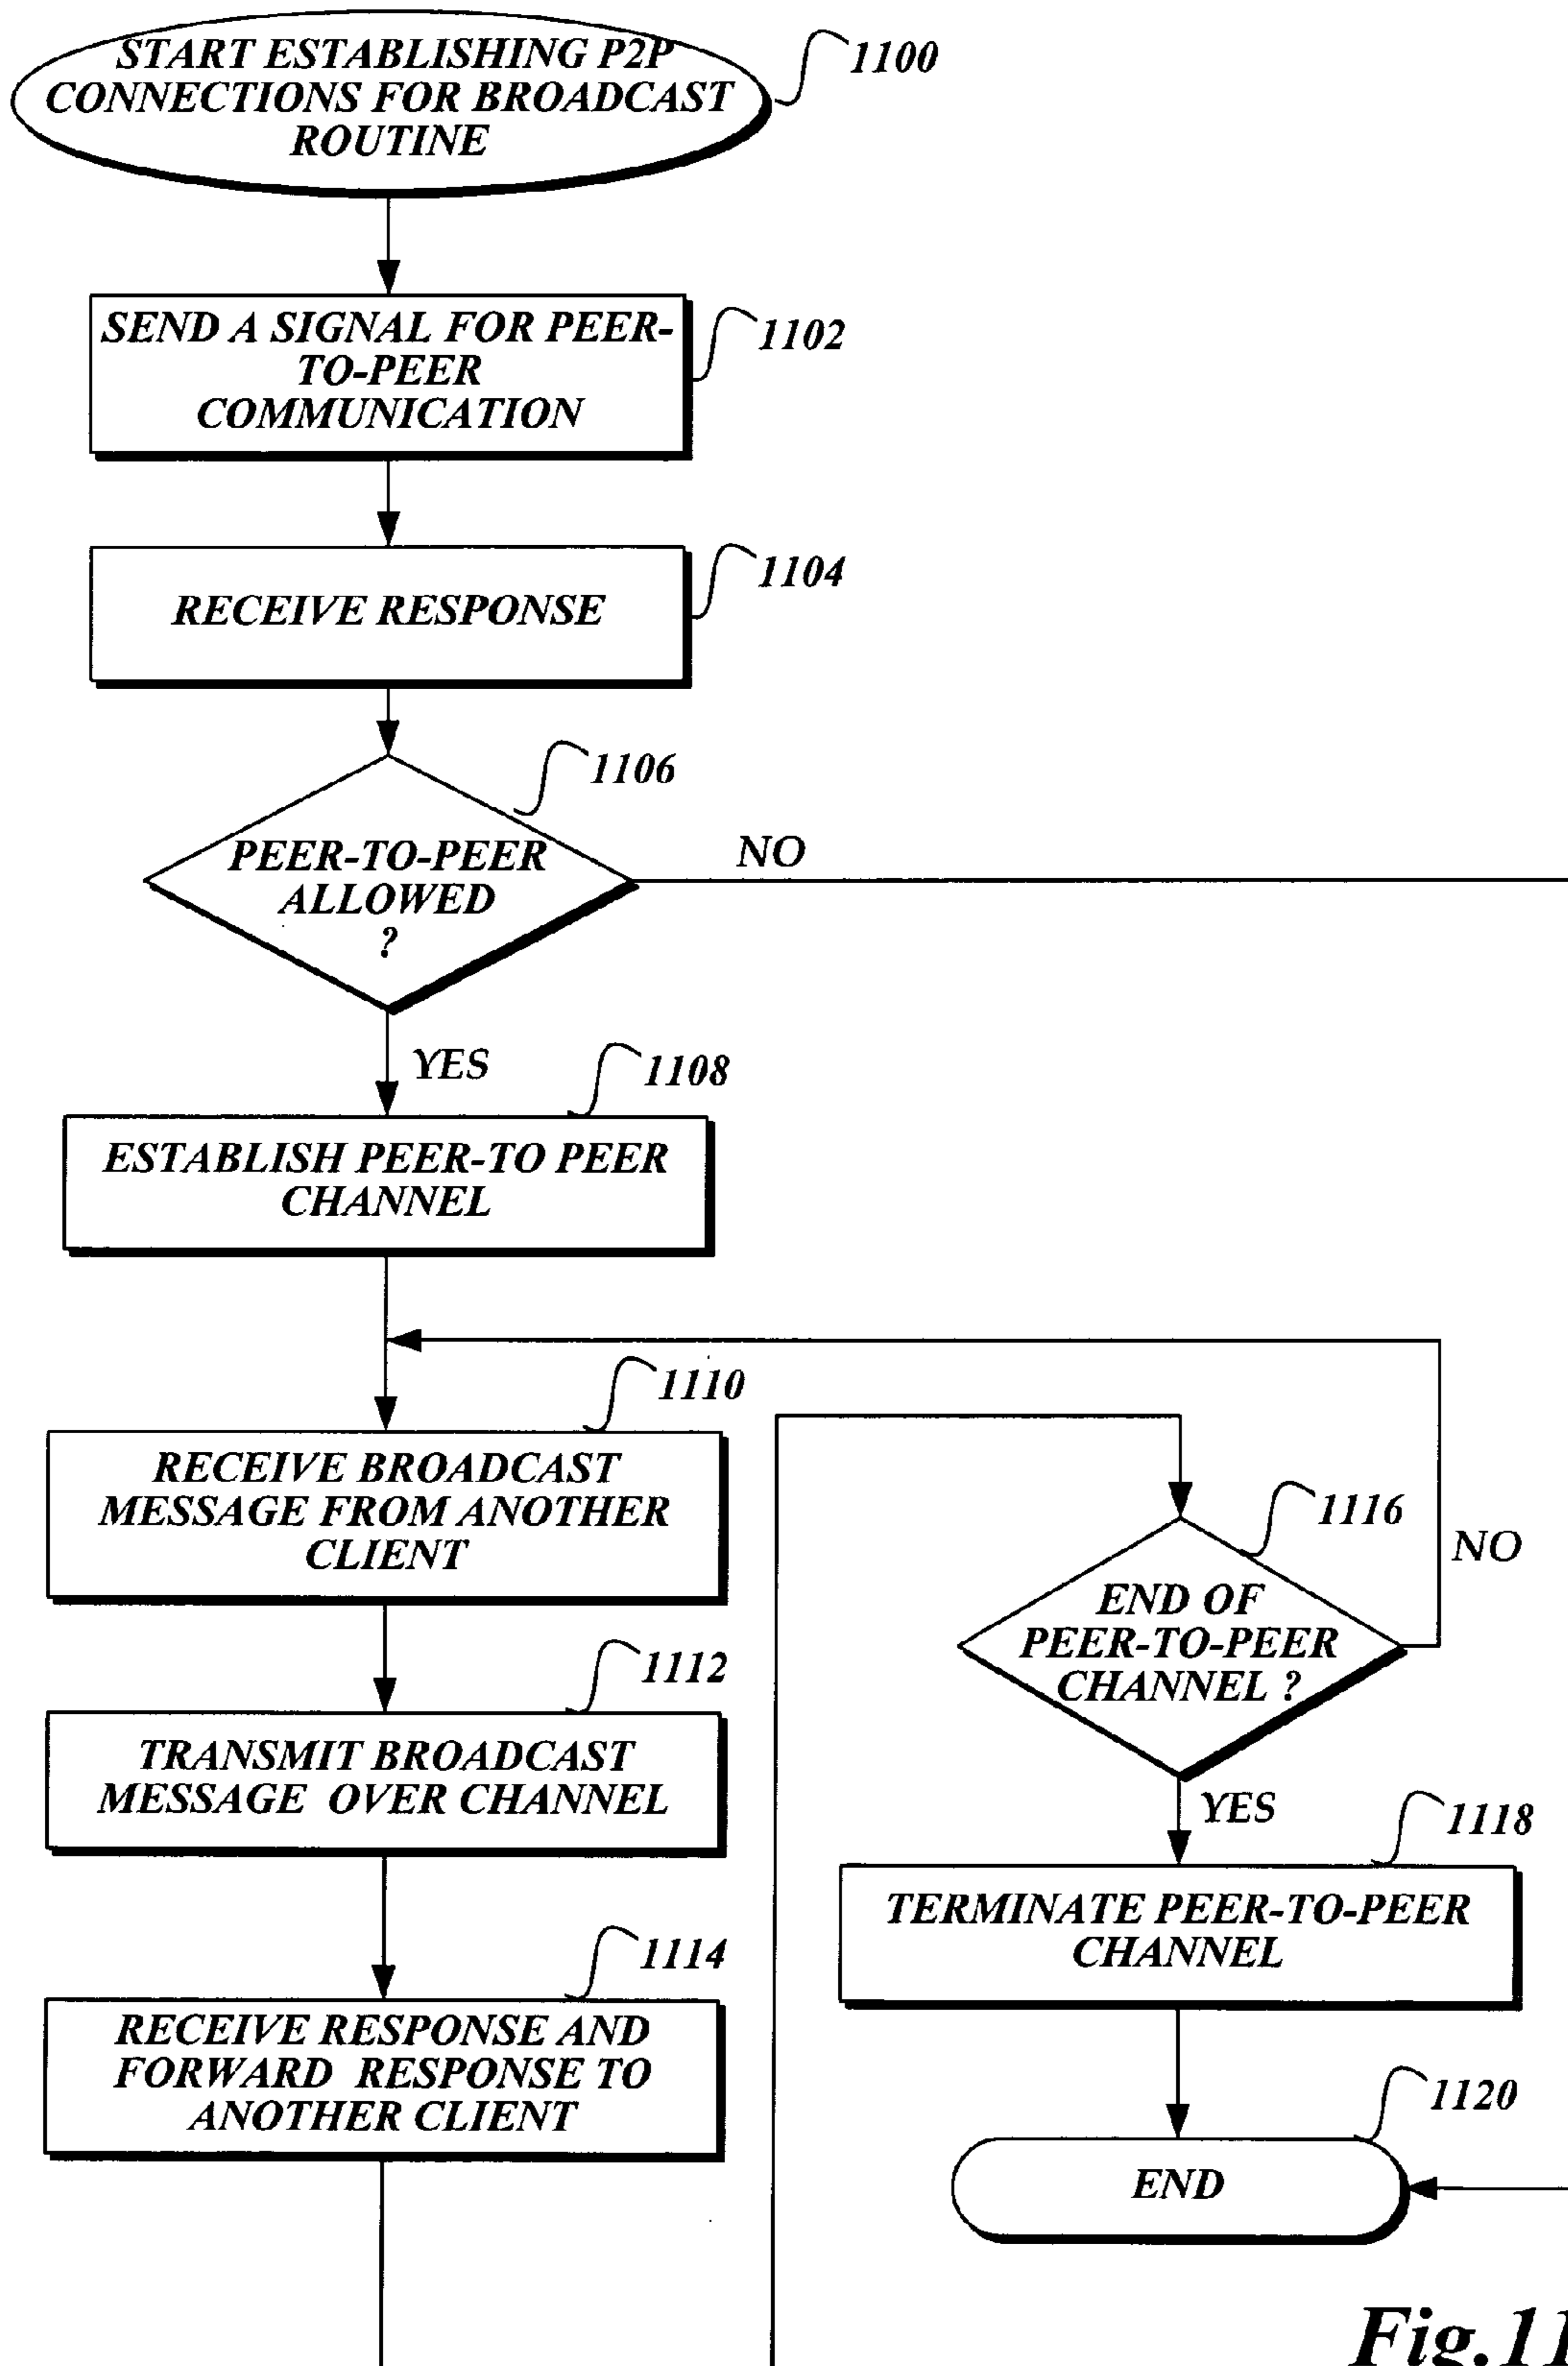 START ESTABLISHING P2P
CONNECTIONS FOR BROADCAST
ROUTINE
1100
SEND A SIGNAL FOR PEER-
TO-PEER
COMMUNICATION
1102
RECEIVE RESPONSE
1104
1106
PEER-TO-PEER
ALLOWED
?
NO
YES
1108
ESTABLISH PEER-TO PEER
CHANNEL
1110
RECEIVE BROADCAST
MESSAGE FROM ANOTHER
CLIENT
1112
TRANSMIT BROADCAST
MESSAGE OVER CHANNEL
1114
RECEIVE RESPONSE AND
FORWARD RESPONSE TO
ANOTHER CLIENT
1116
NO
END OF
PEER-TO-PEER
CHANNEL ?
YES
1118
TERMINATE PEER-TO-PEER
CHANNEL
1120
END
Fig.11